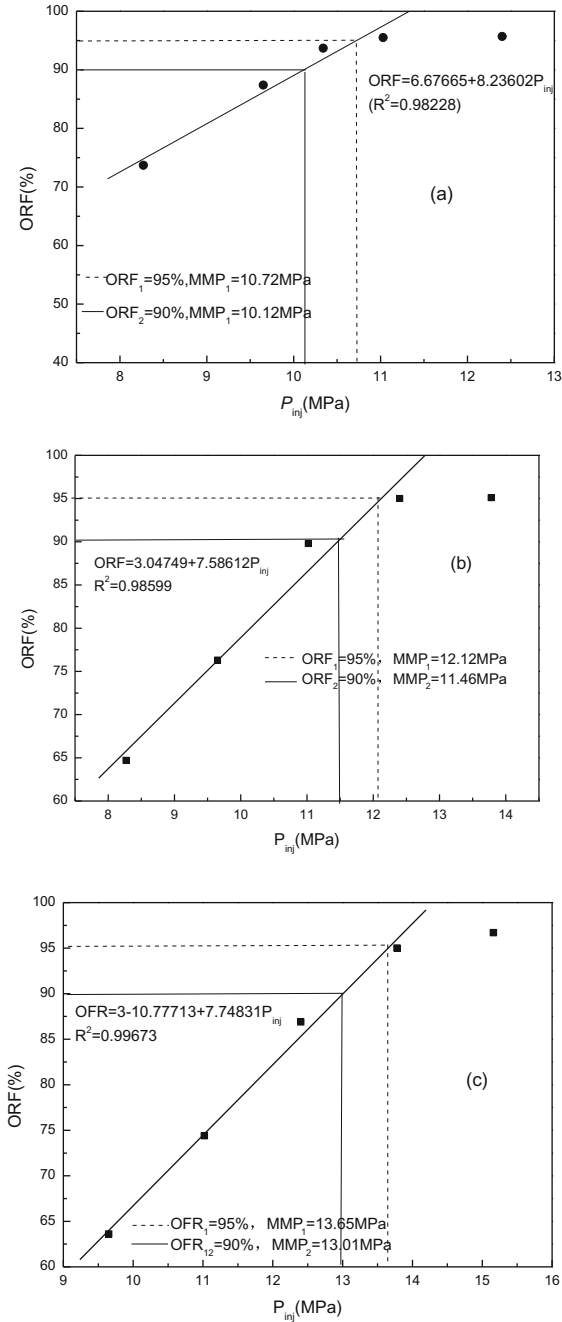 100
90
80
70
60
50
40
ORF(%)
ORF=6.67665+8.23602P_inj
(R²=0.98228)
(a)
ORF₁=95%,MMP₁=10.72MPa
ORF₂=90%,MMP₁=10.12MPa
8 9 10 11 12 13
P_inj(MPa)
100
95
90
85
80
75
70
65
60
ORF(%)
ORF=3.04749+7.58612P_inj
R²=0.98599
(b)
ORF₁=95%，MMP₁=12.12MPa
ORF₂=90%，MMP₂=11.46MPa
8 9 10 11 12 13 14
P_inj(MPa)
100
95
90
85
80
75
70
65
60
ORF(%)
OFR=3-10.77713+7.74831P_inj
R²=0.99673
(c)
OFR₁=95%，MMP₁=13.65MPa
OFR₁₂=90%，MMP₂=13.01MPa
9 10 11 12 13 14 15 16
P_inj(MPa)